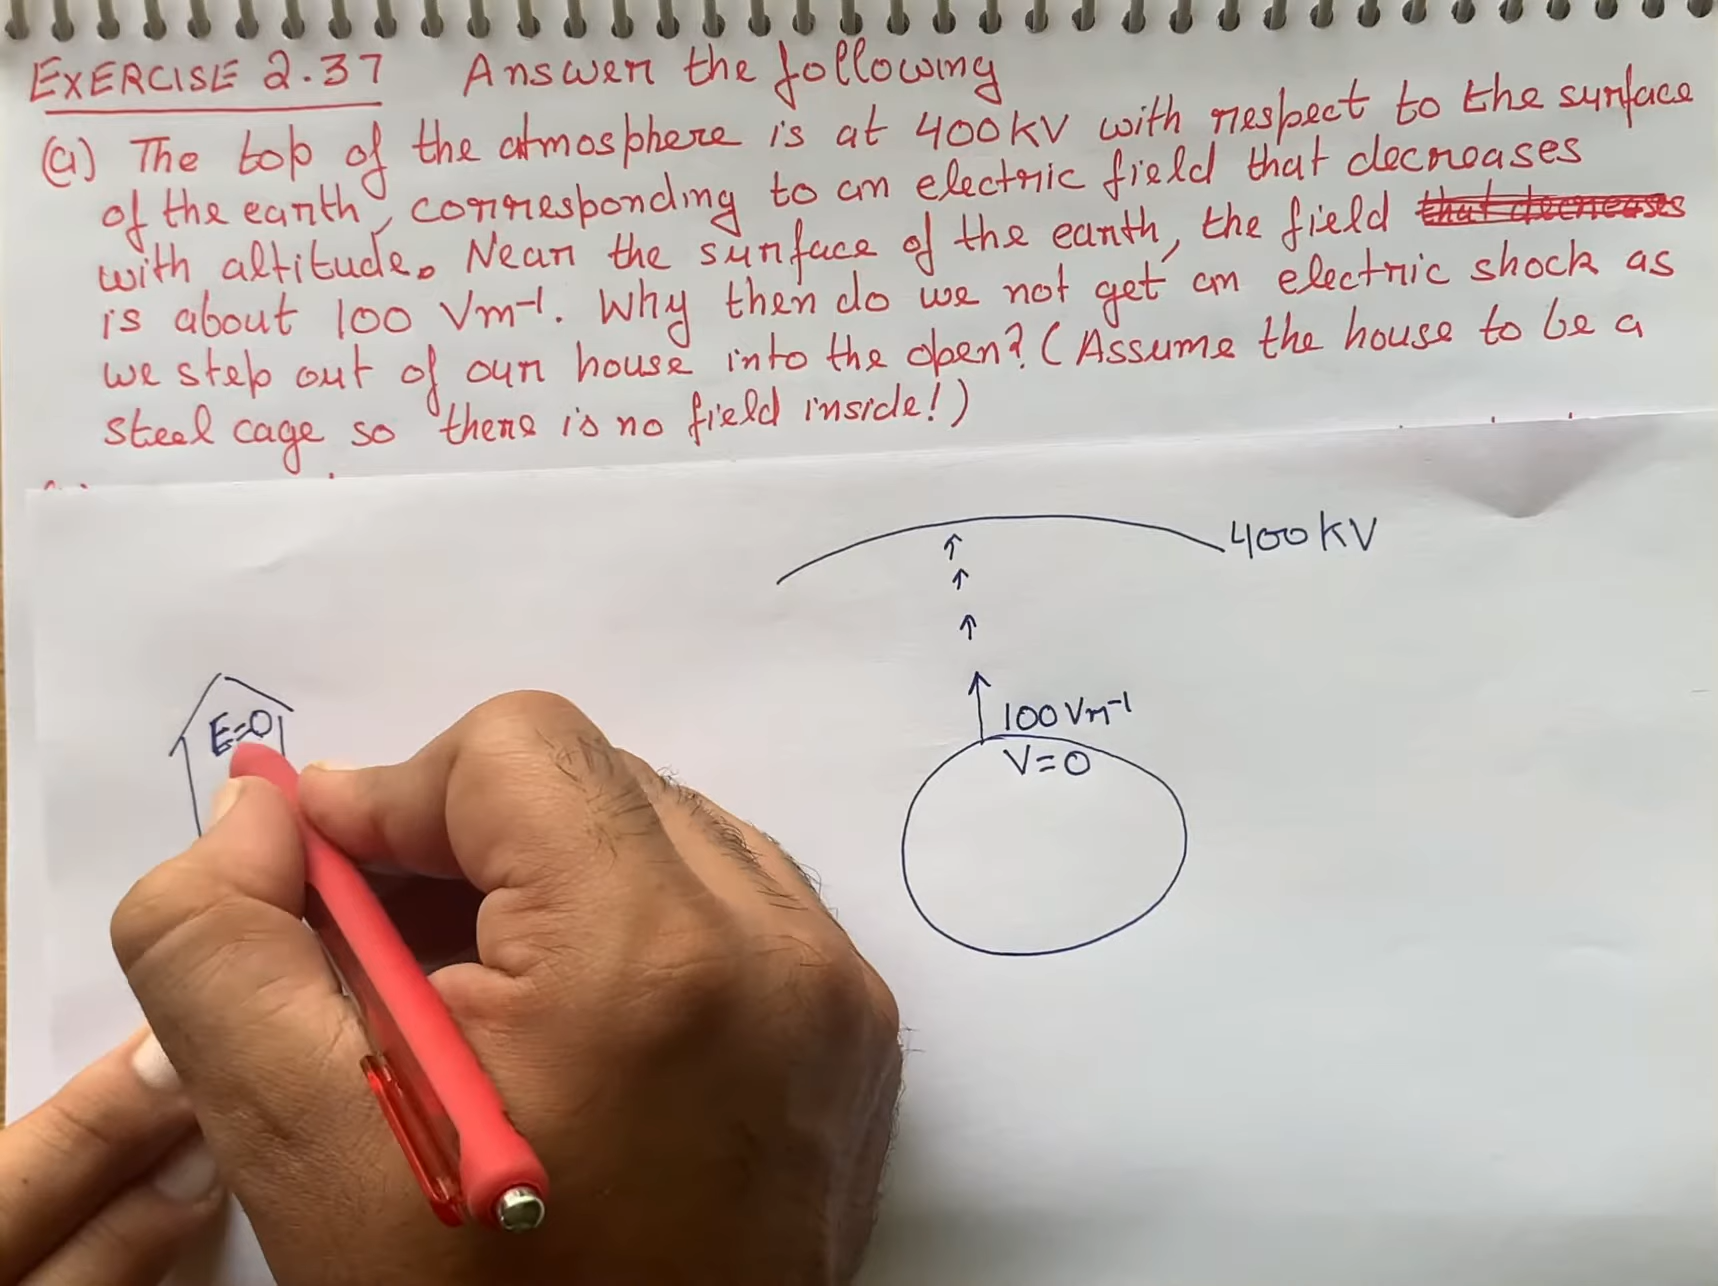 EXERCISE 2.37 Answer the following
(a) The top of the atmosphere is at 400kV with respect to the surface
of the earth, corresponding to an electric field that decreases
with altitude. Near the surface of the earth, the field that decreases
is about 100 Vm⁻¹. Why then do we not get an electric shock as
we step out of our house into the open? (Assume the house to be a
steel cage so there is no field inside!)
400kV
E=0
100Vm⁻¹
V=0